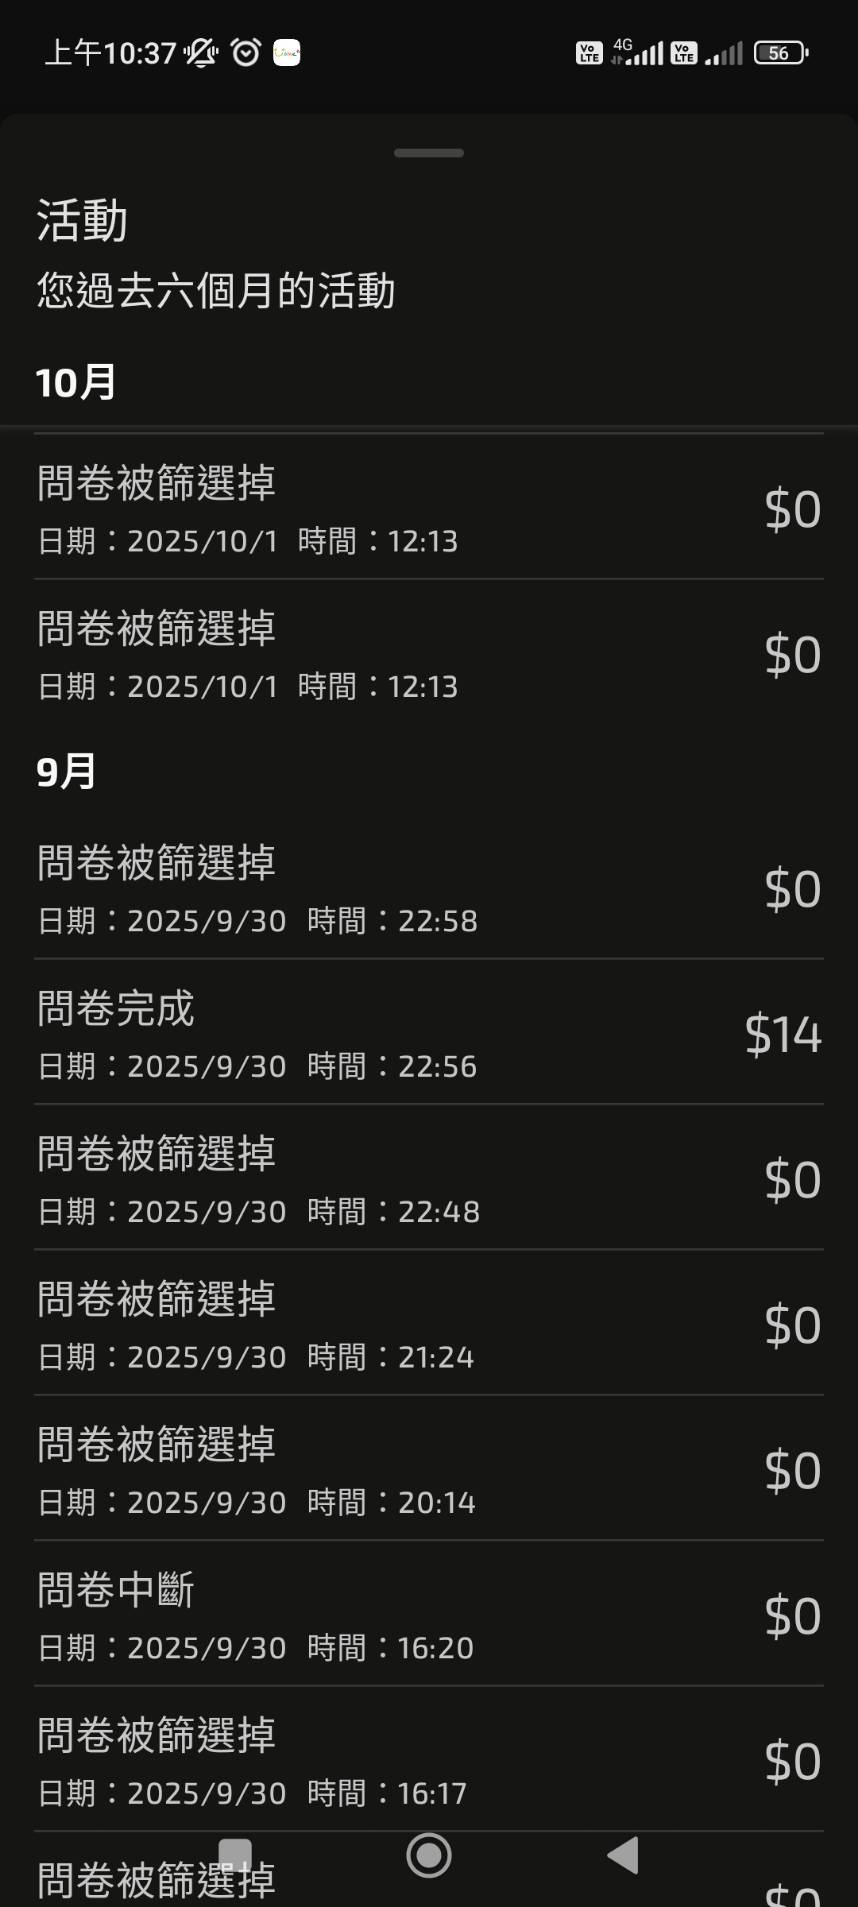 上午10:37
4G
Vo LTE
Vo LTE
56
活動
您過去六個月的活動
10月
問卷被篩選掉
$0
日期：2025/10/1 時間：12:13
問卷被篩選掉
$0
日期：2025/10/1 時間：12:13
9月
問卷被篩選掉
$0
日期：2025/9/30 時間：22:58
問卷完成
$14
日期：2025/9/30 時間：22:56
問卷被篩選掉
$0
日期：2025/9/30 時間：22:48
問卷被篩選掉
$0
日期：2025/9/30 時間：21:24
問卷被篩選掉
$0
日期：2025/9/30 時間：20:14
問卷中斷
$0
日期：2025/9/30 時間：16:20
問卷被篩選掉
$0
日期：2025/9/30 時間：16:17
問卷被篩選掉
$0